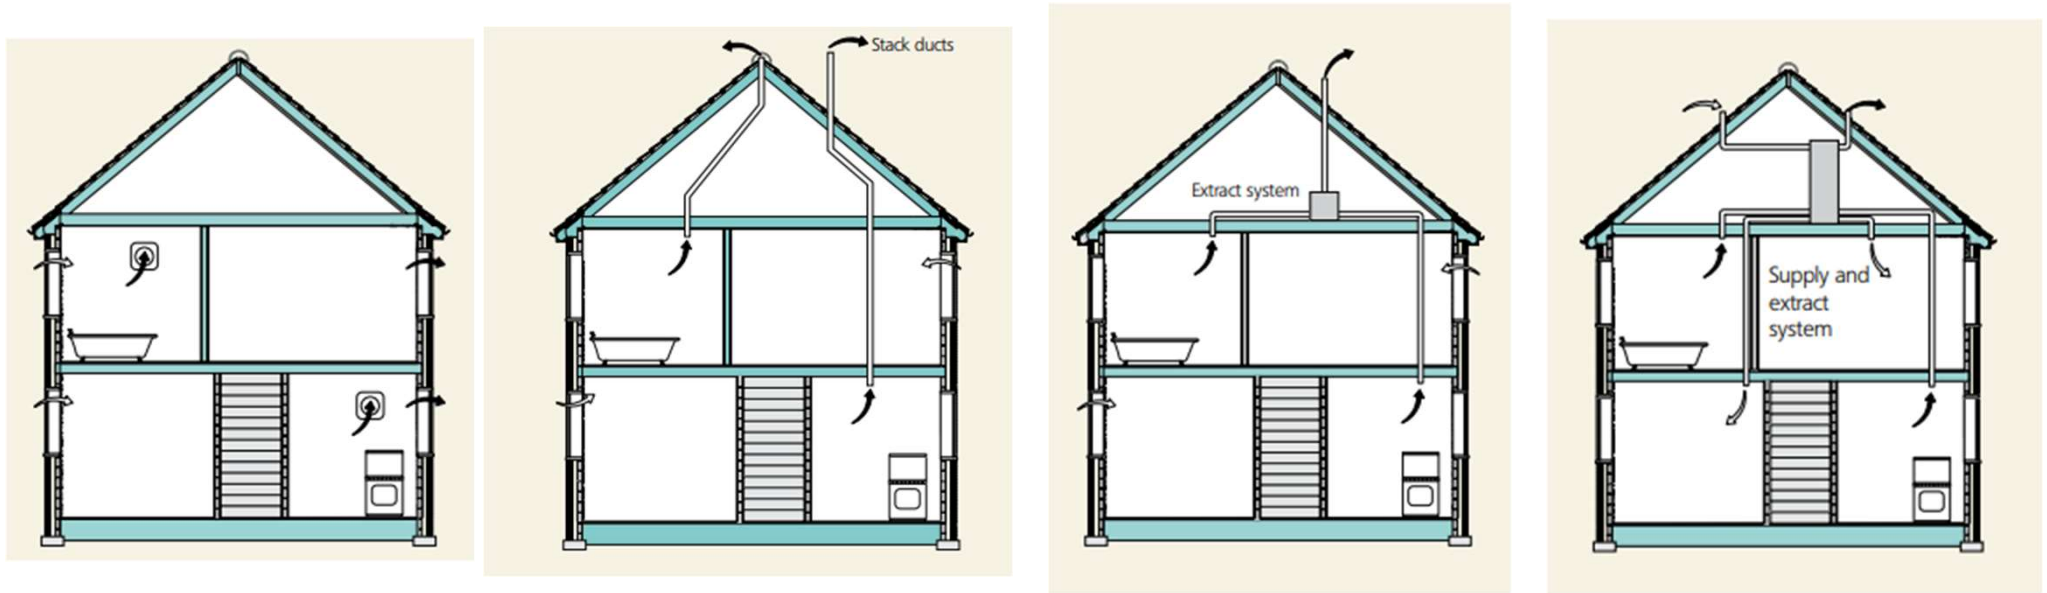 Stack ducts
Extract system
Supply and
extract
system